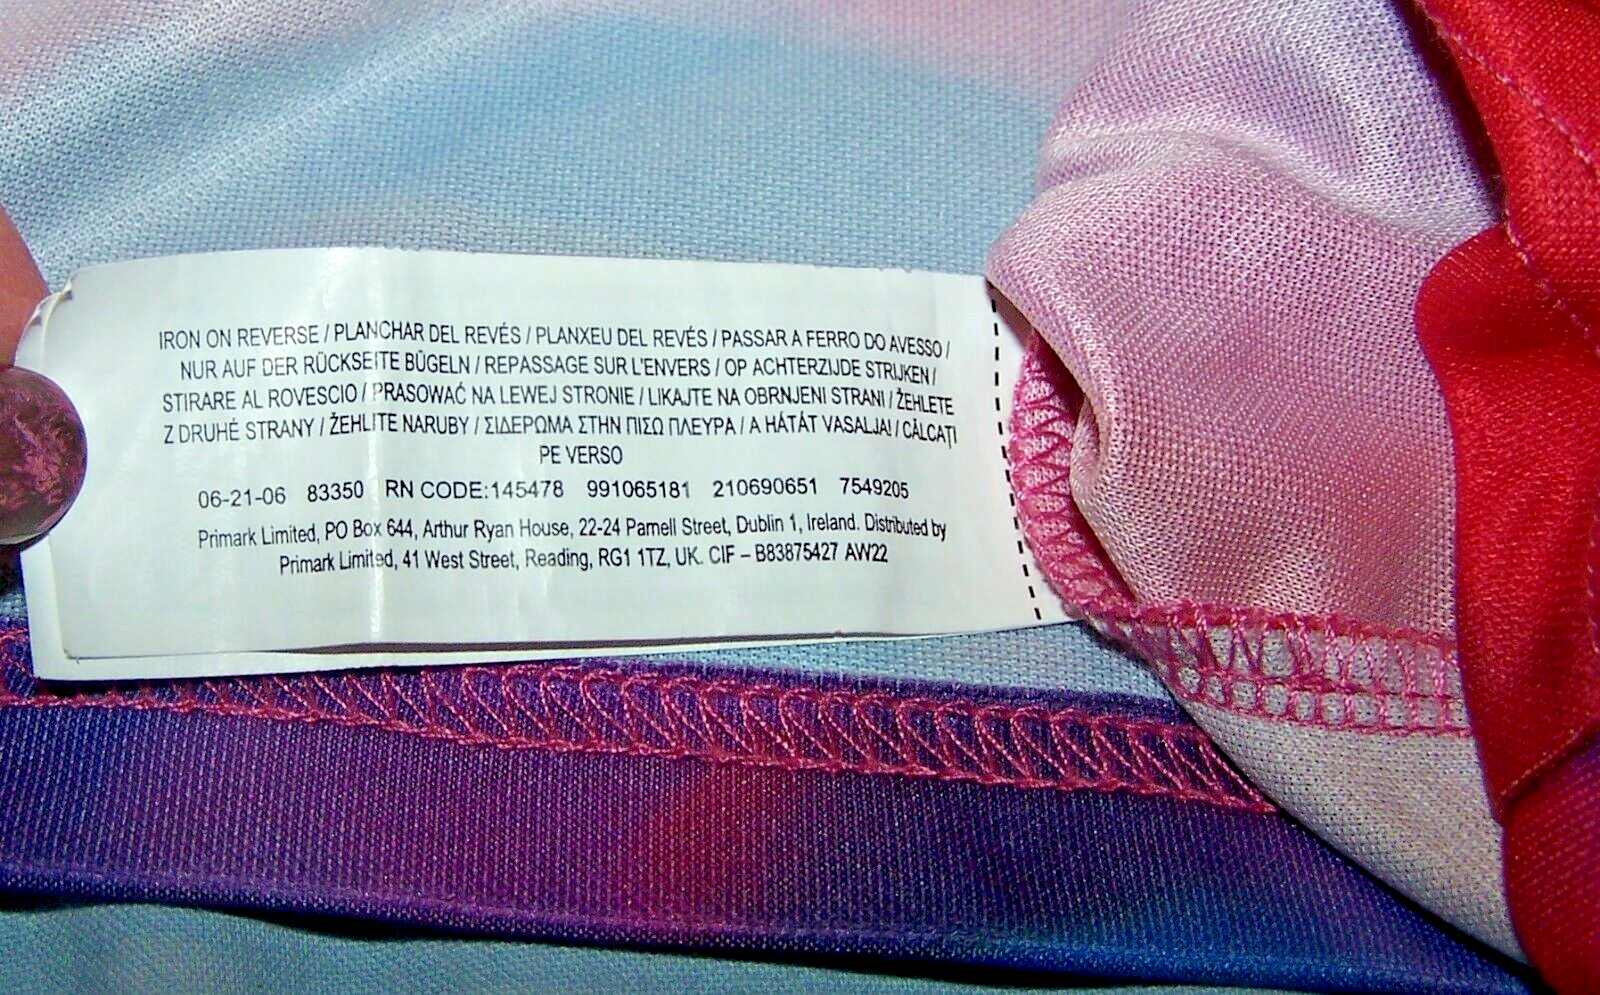 IRON ON REVERSE / PLANCHAR DEL REVÉS / PLANXEU DEL REVÉS / PASSAR A FERRO DO AVESSO /
NUR AUF DER RÜCKSEITE BÜGELN / REPASSAGE SUR L'ENVERS / OP ACHTERZIJDE STRIJKEN /
STIRARE AL ROVESCIO / PRASOWAĆ NA LEWEJ STRONIE / LIKAJTE NA OBRNJENI STRANI / ŽEHLETE
Z DRUHÉ STRANY / ŽEHLITE NARUBY / ΣΙΔΕΡΩΜΑ ΣΤΗΝ ΠΙΣΩ ΠΛΕΥΡΑ / A HÁTÁT VASALJA! / CĂLCAȚI
PE VERSO
06-21-06 83350 RN CODE:145478 991065181 210690651 7549205
Primark Limited, PO Box 644, Arthur Ryan House, 22-24 Parnell Street, Dublin 1, Ireland. Distributed by
Primark Limited, 41 West Street, Reading, RG1 1TZ, UK. CIF – B83875427 AW22